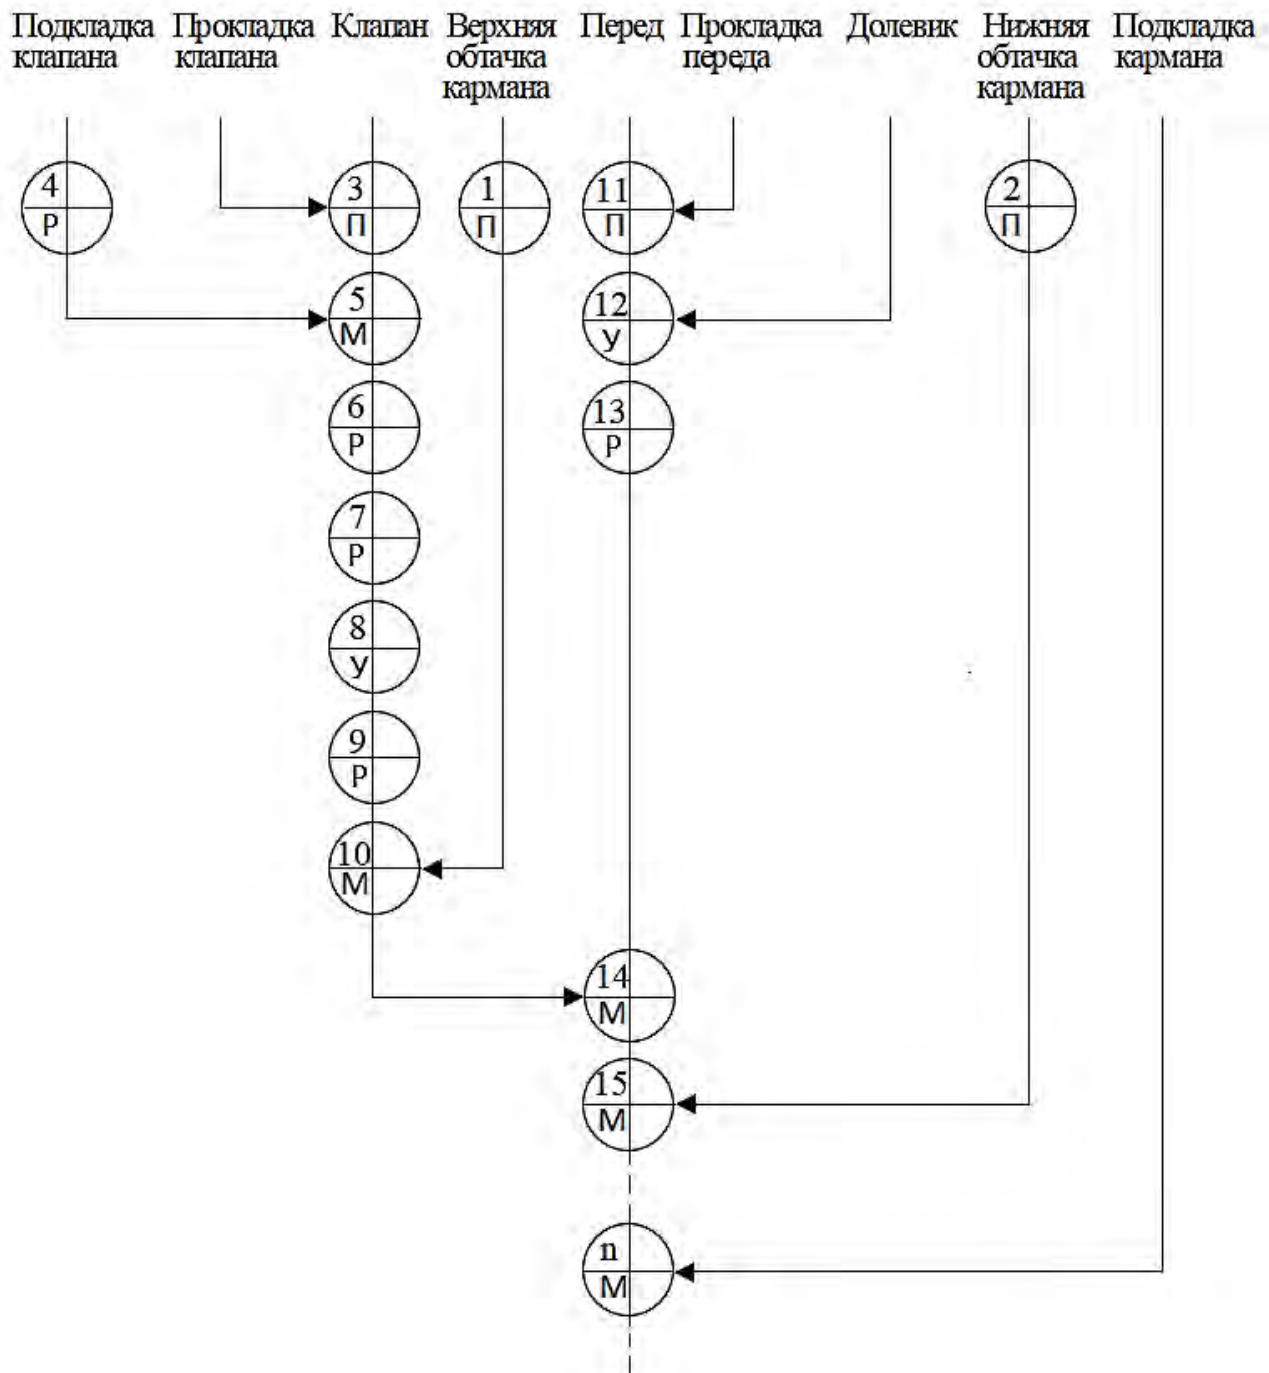 Подкладка Прокладка Клапан Верхняя Перед Прокладка Долевик Нижняя Подкладка
клапана клапана обтачка переда обтачка кармана
кармана кармана
4 3 1 11 2
Р П П П П
5 12
М У
6 13
Р Р
7
Р
8
У
9
Р
10
М
14
М
15
М
n
М